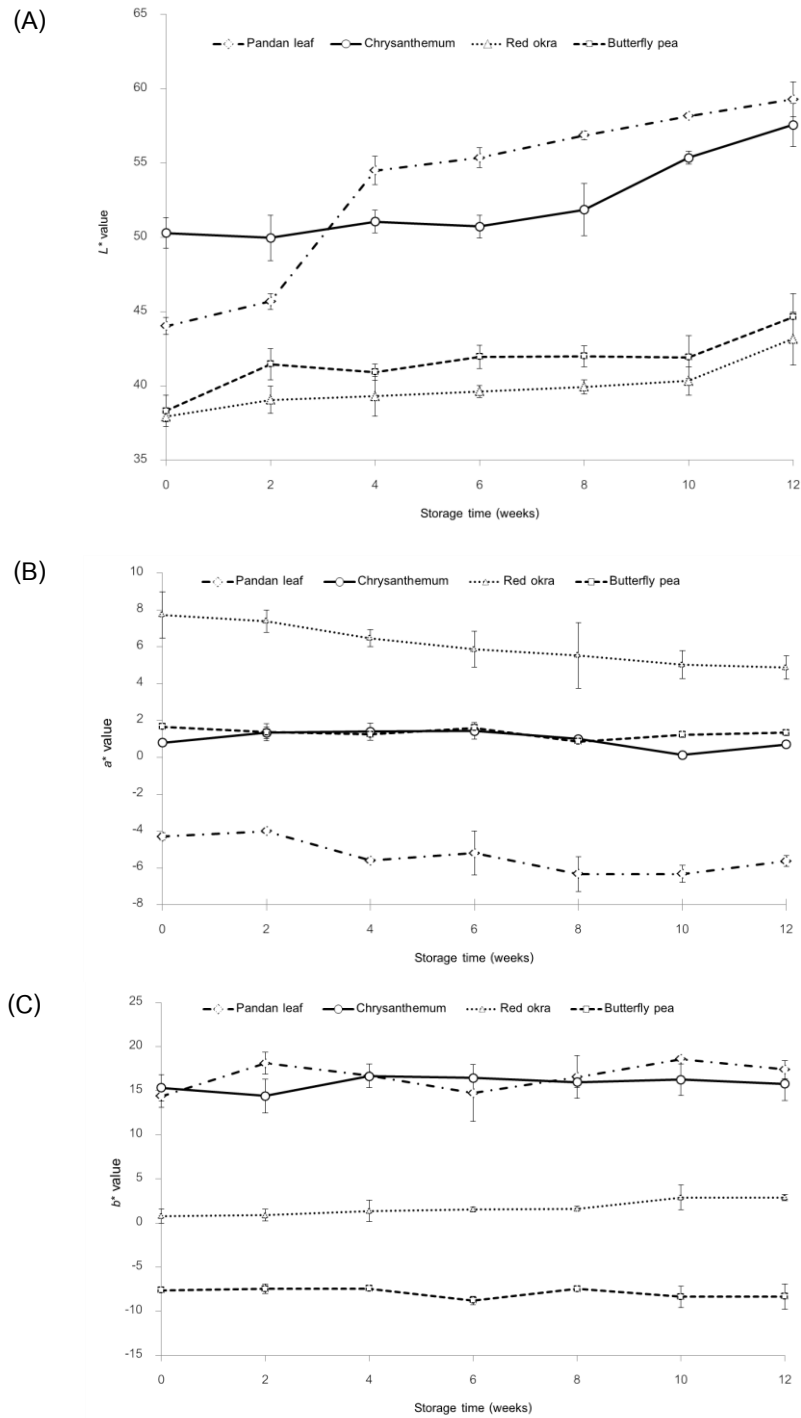 (A)
65
Pandan leaf Chrysanthemum Red okra Butterfly pea
60
55
50
L* value
45
40
35
0 2 4 6 8 10 12
Storage time (weeks)
(B)
10
Pandan leaf Chrysanthemum Red okra Butterfly pea
8
6
4
2
0
a* value
-2
-4
-6
-8
0 2 4 6 8 10 12
Storage time (weeks)
(C)
25
Pandan leaf Chrysanthemum Red okra Butterfly pea
20
15
10
5
b* value
0
-5
-10
-15
0 2 4 6 8 10 12
Storage time (weeks)